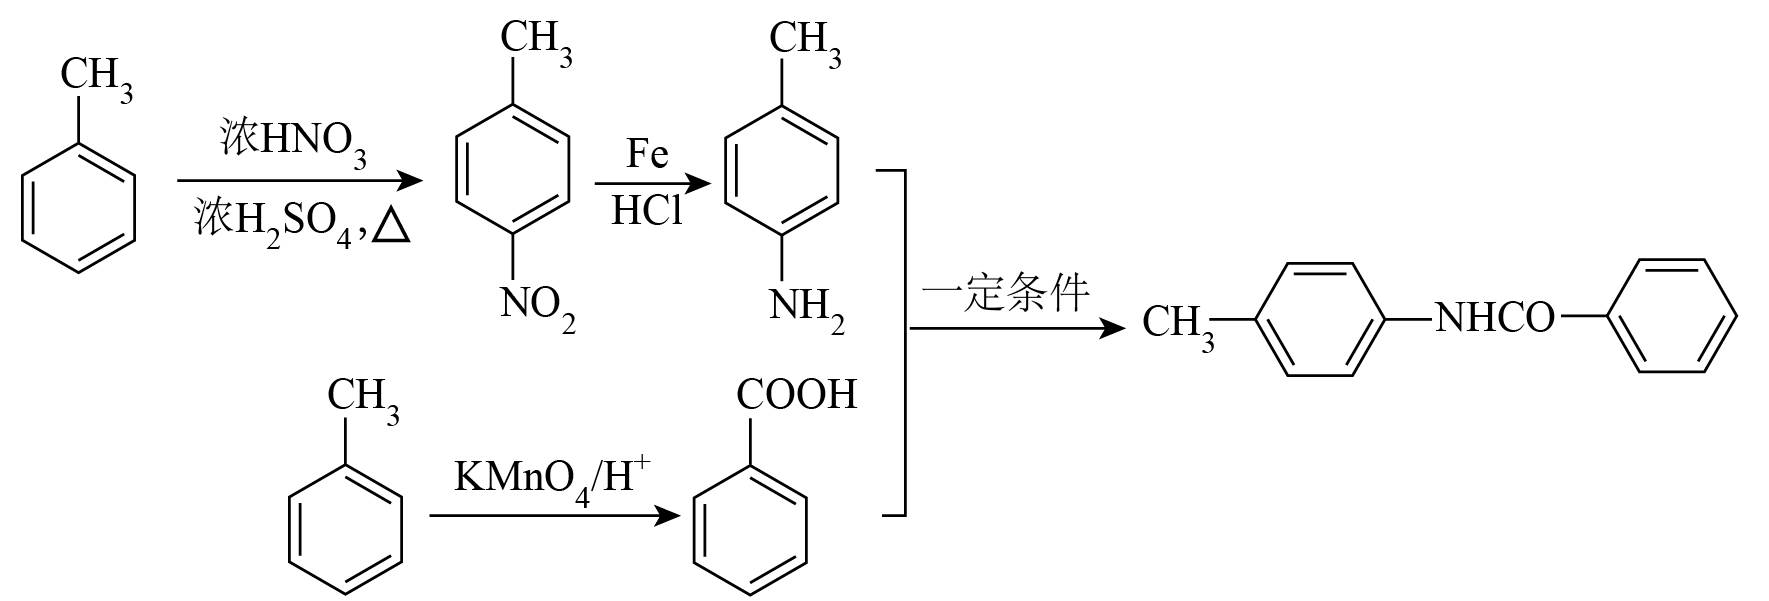 CH₃
浓HNO₃
浓H₂SO₄,△
CH₃
NO₂
Fe
HCl
CH₃
NH₂
CH₃
KMnO₄/H⁺
COOH
一定条件
CH₃
NHCO